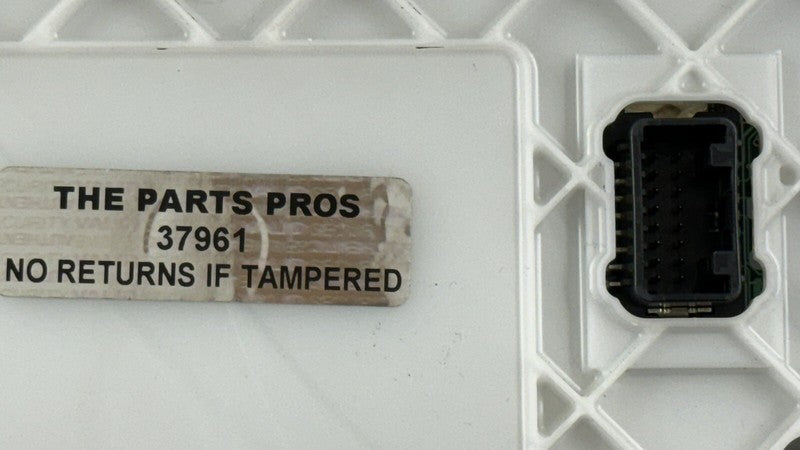 THE PARTS PROS
37961
NO RETURNS IF TAMPERED